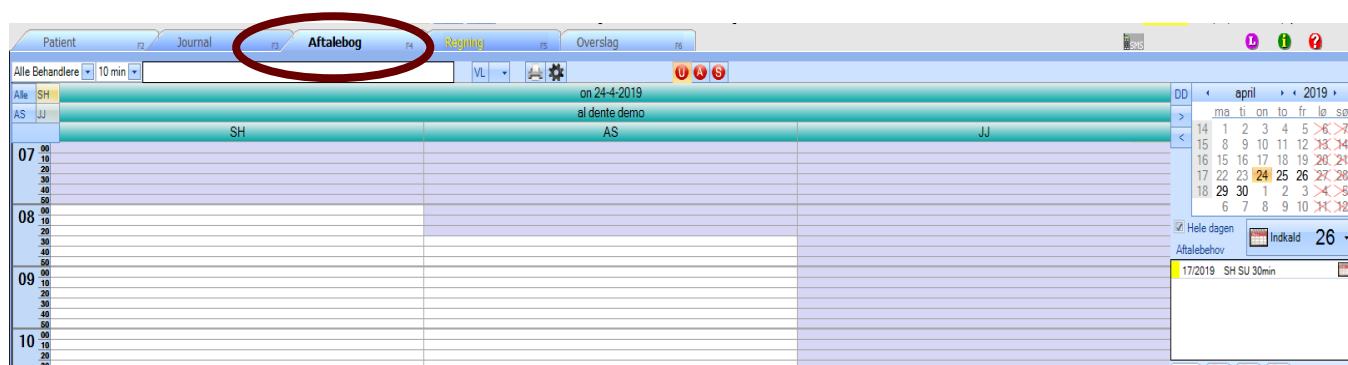 Patient F2 Journal F3 Aftalebog F4 Regning F5 Overslag F6
SMS L i ?
Alle Behandlere 10 min VL U A S
Alle SH on 24-4-2019 DD april 2019
AS JJ al dente demo > ma ti on to fr lø sø
SH AS JJ <
14 1 2 3 4 5 6 7
15 8 9 10 11 12 13 14
16 15 16 17 18 19 20 21
17 22 23 24 25 26 27 28
18 29 30 1 2 3 4 5
6 7 8 9 10 11 12
Hele dagen
Indkald 26
Aftalebehov
17/2019 SH SU 30min
07 00
10
20
30
40
50
08 00
10
20
30
40
50
09 00
10
20
30
40
50
10 00
10
20